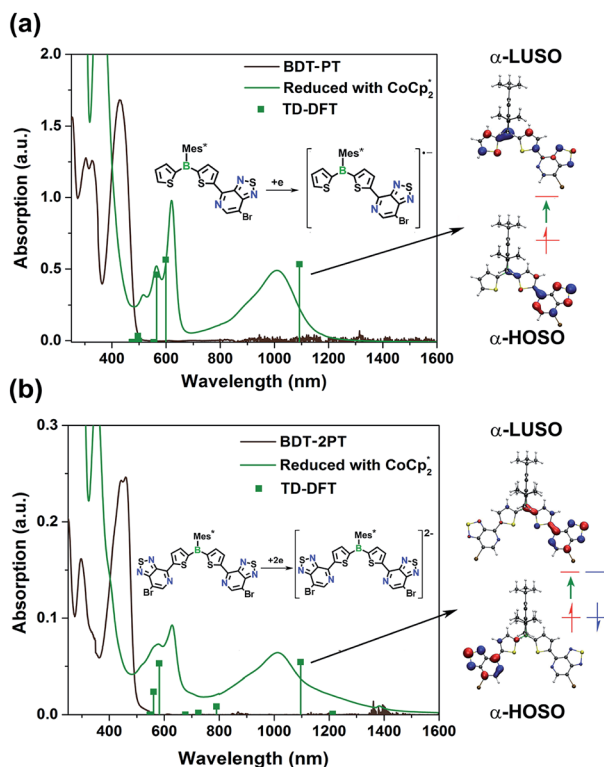 (a)
2.0
1.5
1.0
0.5
0.0
Absorption (a.u.)
BDT-PT
Reduced with CoCp2*
TD-DFT
Mes*
B
S
S
N
N
S
N
Br
+e
Mes*
B
S
S
N
N
S
N
Br
•−
400 600 800 1000 1200 1400 1600
Wavelength (nm)
α-LUSO
α-HOSO
(b)
0.3
0.2
0.1
0.0
Absorption (a.u.)
BDT-2PT
Reduced with CoCp2*
TD-DFT
Mes*
B
S
S
N
S
N
N
Br
N
S
N
N
Br
+2e
Mes*
B
S
S
N
S
N
N
Br
N
S
N
N
Br
2-
400 600 800 1000 1200 1400 1600
Wavelength (nm)
α-LUSO
α-HOSO